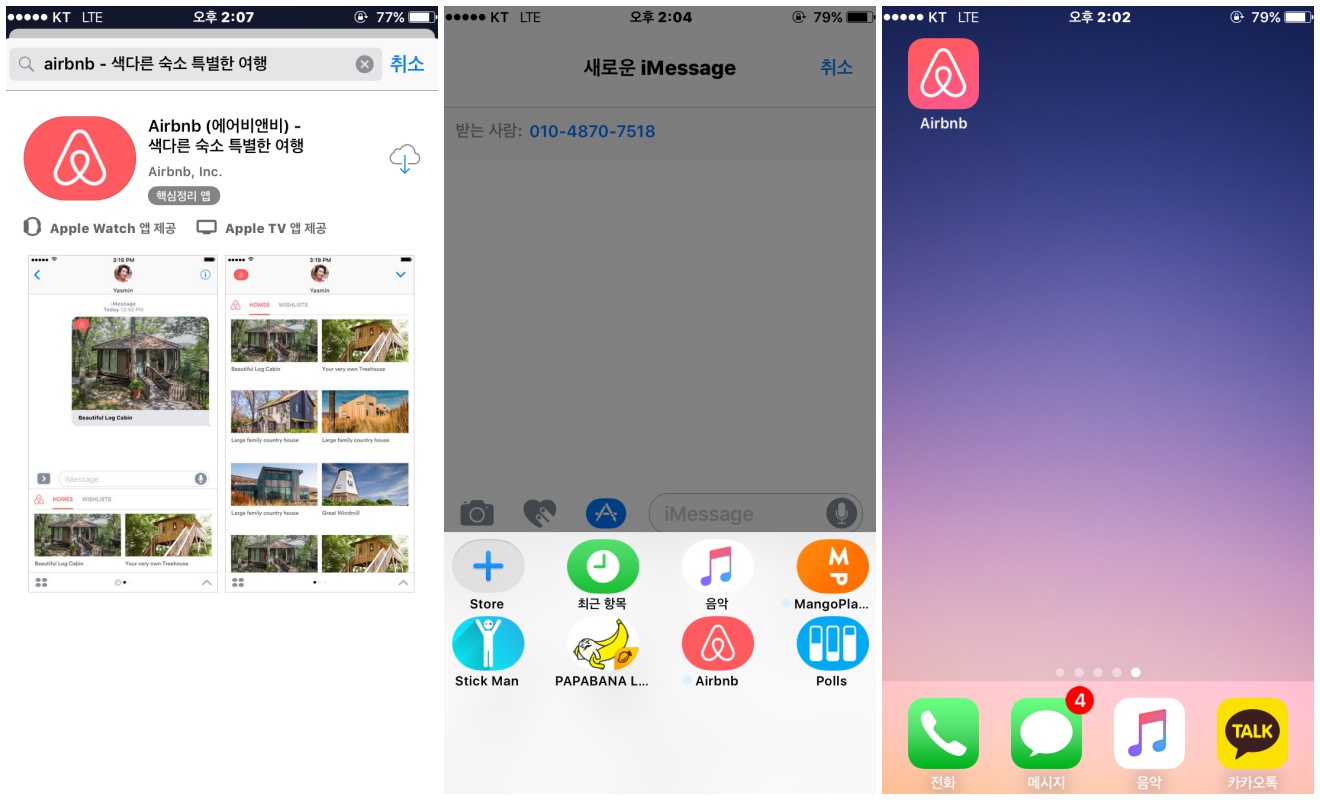 KT LTE 오후 2:07 77%
airbnb - 색다른 숙소 특별한 여행 취소
Airbnb (에어비앤비) -
색다른 숙소 특별한 여행
Airbnb, Inc.
핵심정리 앱
Apple Watch 앱 제공 Apple TV 앱 제공
3:19 PM
Yasmin
iMessage
Today 12:00 PM
Beautiful Log Cabin
iMessage
HOMES WISHLISTS
Beautiful Log Cabin Your very own Treehouse
3:19 PM
Yasmin
HOMES WISHLISTS
Beautiful Log Cabin Your very own Treehouse
Large family country house Large family country house
Large family country house Great Windmill
KT LTE 오후 2:04 79%
새로운 iMessage 취소
받는 사람: 010-4870-7518
iMessage
MP
Store 최근 항목 음악 MangoPla...
Stick Man PAPABANA L... Airbnb Polls
KT LTE 오후 2:02 79%
Airbnb
4
TALK
전화 메시지 음악 카카오톡